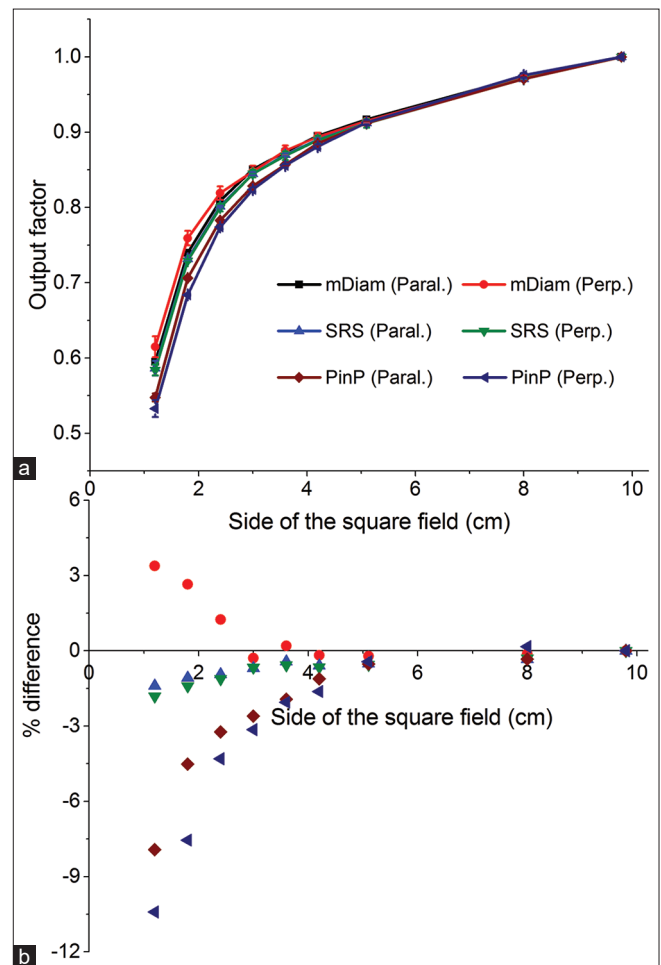 1.0
0.9
0.8
0.7
0.6
0.5
Output factor
mDiam (Paral.) mDiam (Perp.)
SRS (Paral.) SRS (Perp.)
PinP (Paral.) PinP (Perp.)
a
0 2 4 6 8 10
Side of the square field (cm)
6
3
0
-3
-6
-9
-12
% difference
0 2 4 6 8 10
Side of the square field (cm)
b